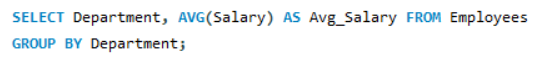 SELECT Department, AVG(Salary) AS Avg_Salary FROM Employees
GROUP BY Department;